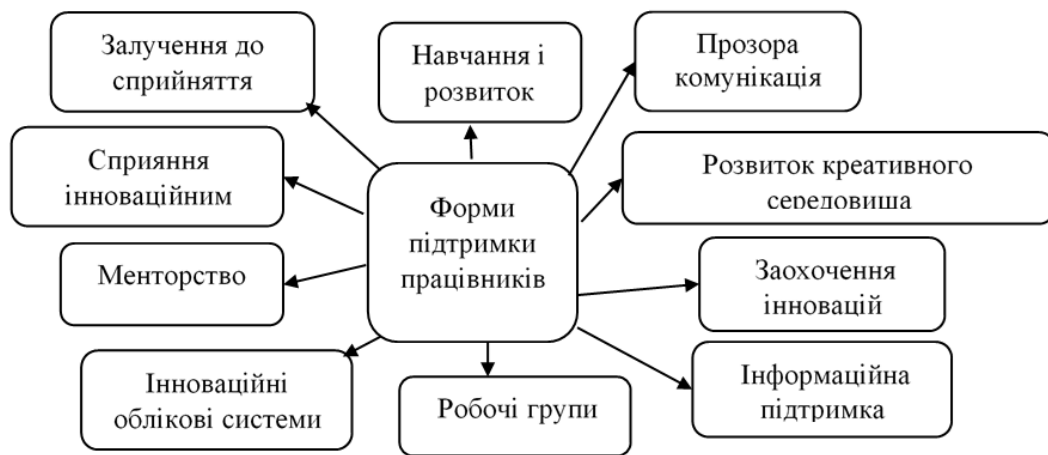 Залучення до
сприйняття
Навчання і
розвиток
Прозора
комунікація
Сприяння
інноваційним
Форми
підтримки
працівників
Розвиток креативного
середовища
Менторство
Заохочення
інновацій
Інноваційні
облікові системи
Робочі групи
Інформаційна
підтримка